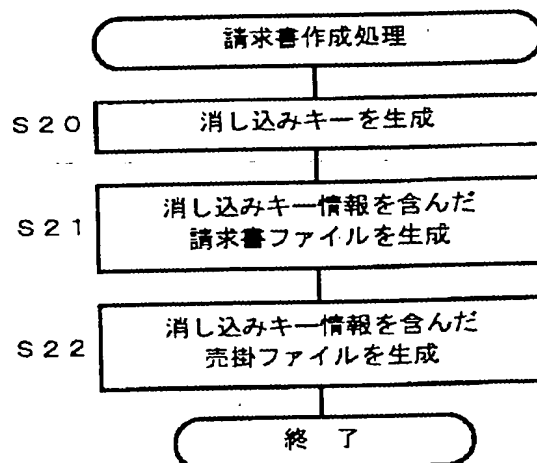 請求書作成処理
S20
消し込みキーを生成
S21
消し込みキー情報を含んだ
請求書ファイルを生成
S22
消し込みキー情報を含んだ
売掛ファイルを生成
終 了